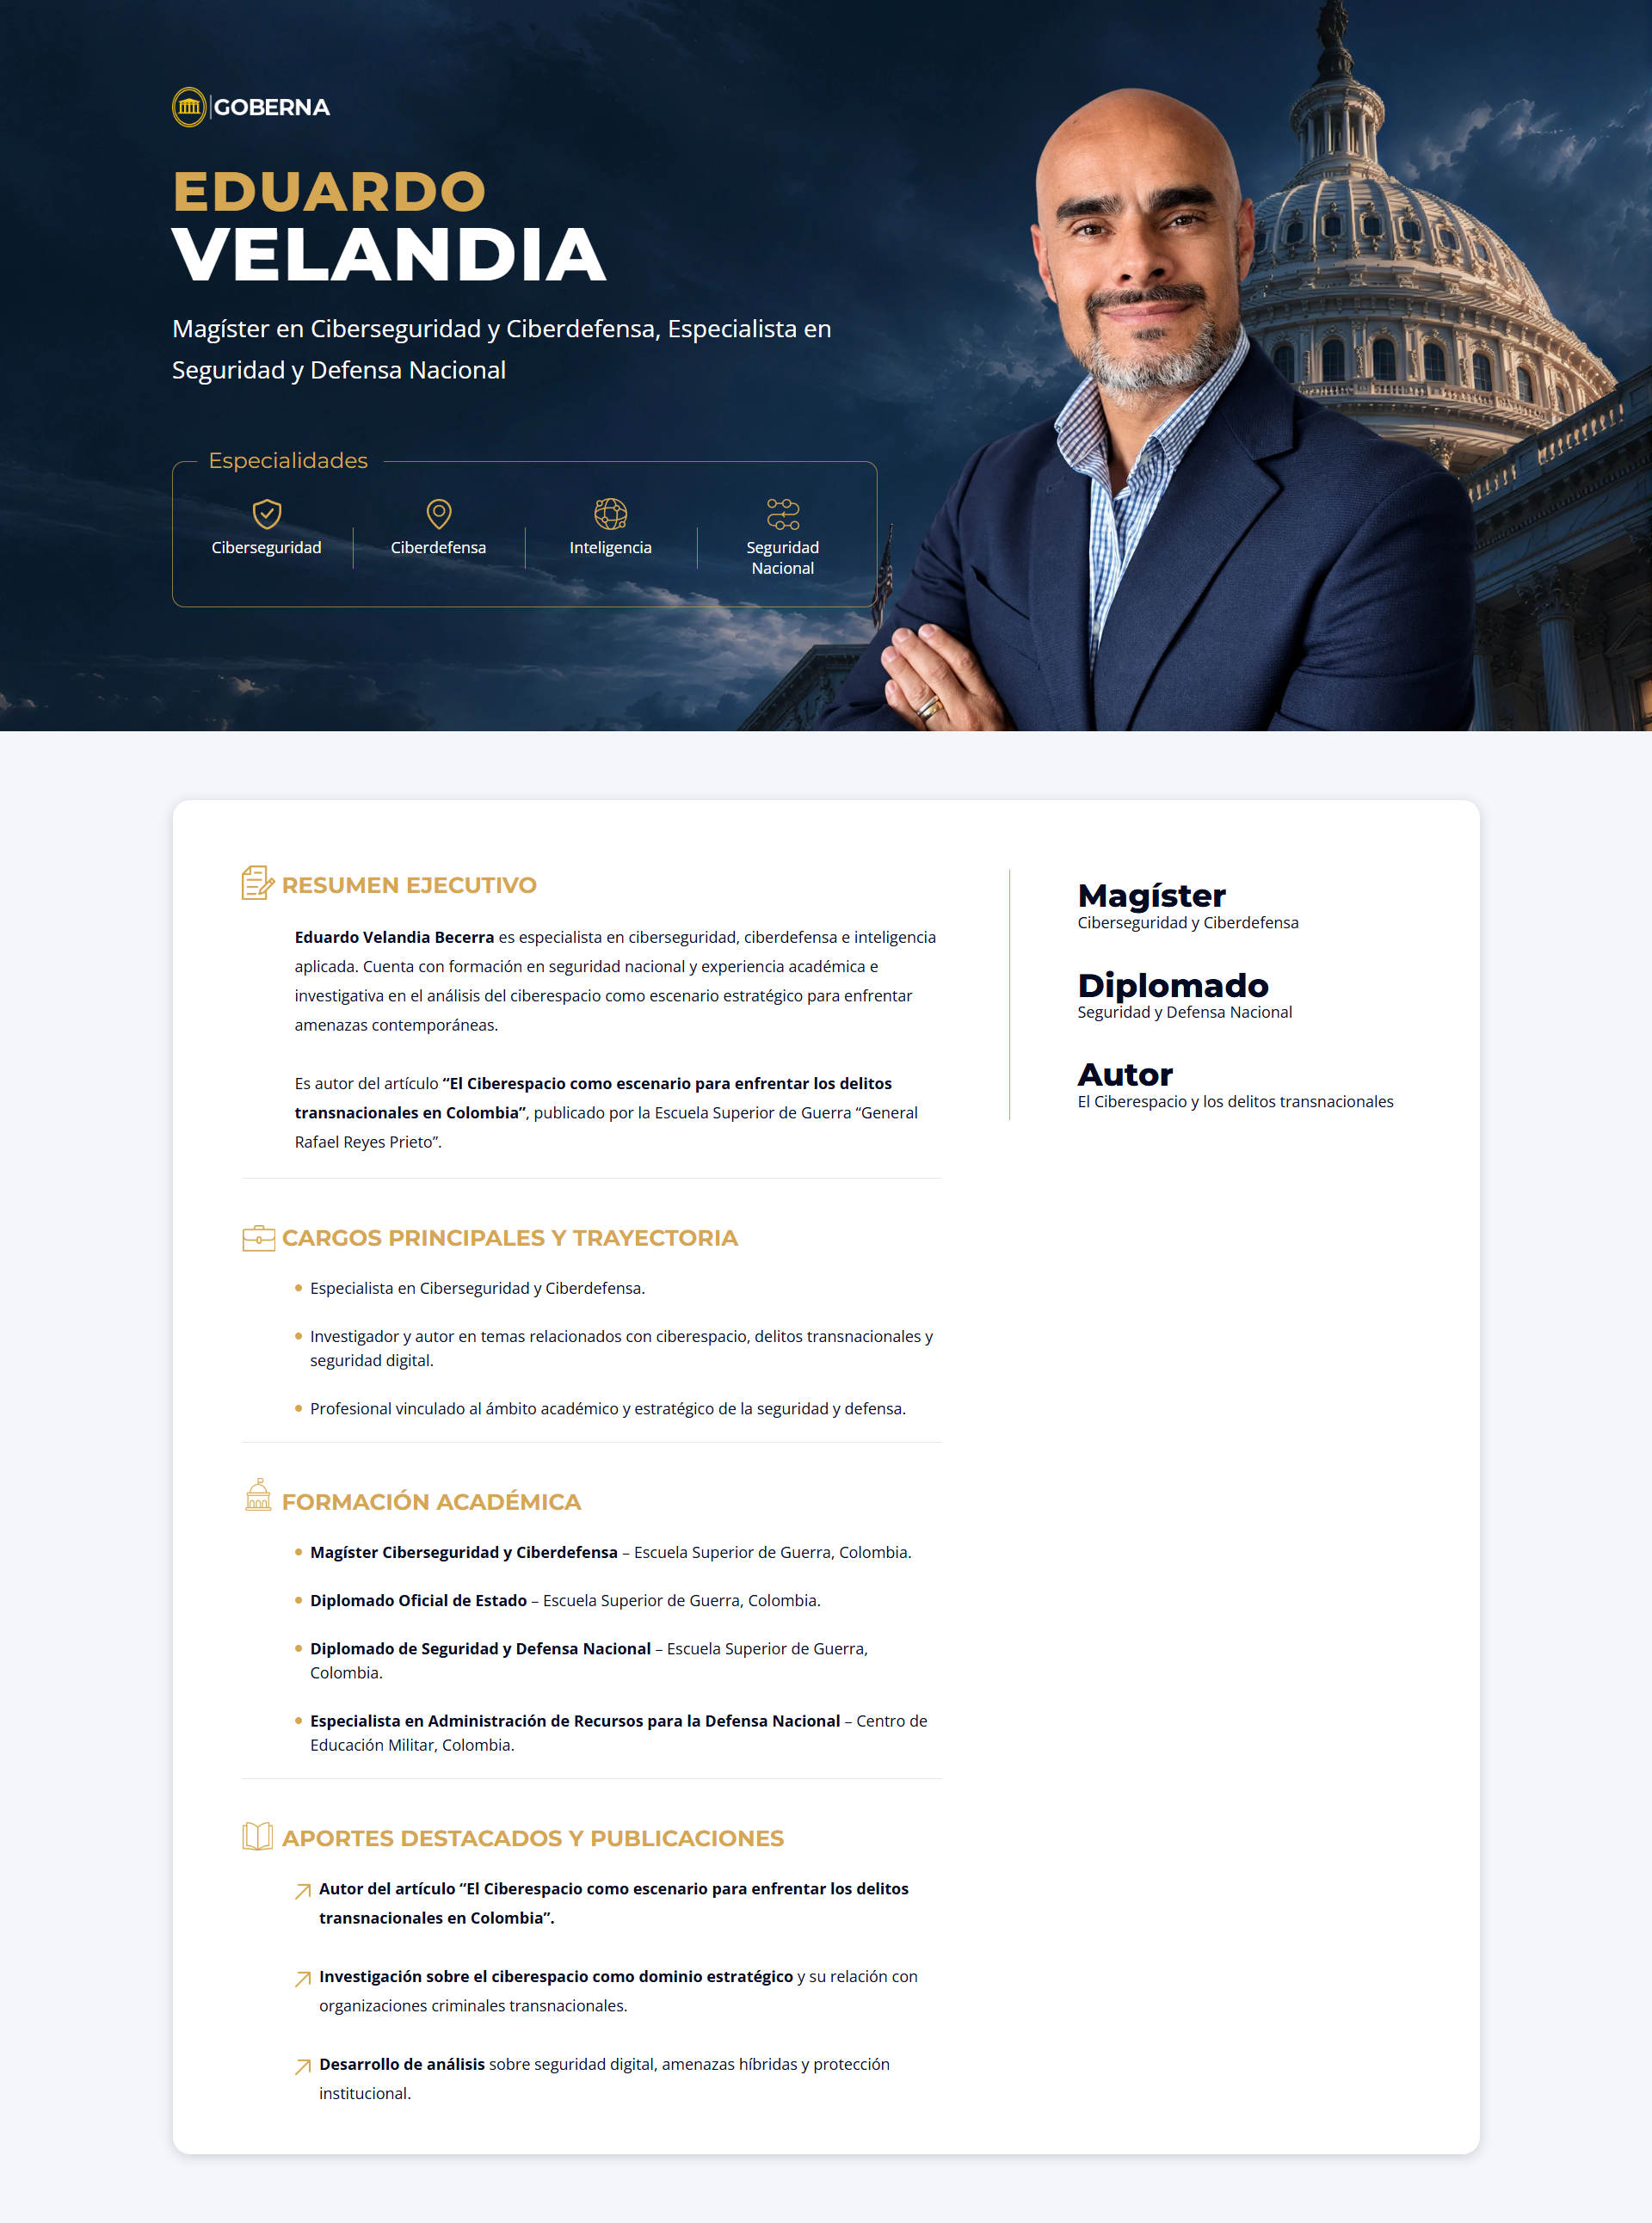 GOBERNA
EDUARDO
VELANDIA
Magíster en Ciberseguridad y Ciberdefensa, Especialista en
Seguridad y Defensa Nacional
Especialidades
Ciberseguridad
Ciberdefensa
Inteligencia
Seguridad
Nacional
RESUMEN EJECUTIVO
Eduardo Velandia Becerra es especialista en ciberseguridad, ciberdefensa e inteligencia
aplicada. Cuenta con formación en seguridad nacional y experiencia académica e
investigativa en el análisis del ciberespacio como escenario estratégico para enfrentar
amenazas contemporáneas.
Es autor del artículo “El Ciberespacio como escenario para enfrentar los delitos
transnacionales en Colombia”, publicado por la Escuela Superior de Guerra “General
Rafael Reyes Prieto”.
CARGOS PRINCIPALES Y TRAYECTORIA
Especialista en Ciberseguridad y Ciberdefensa.
Investigador y autor en temas relacionados con ciberespacio, delitos transnacionales y
seguridad digital.
Profesional vinculado al ámbito académico y estratégico de la seguridad y defensa.
FORMACIÓN ACADÉMICA
Magíster Ciberseguridad y Ciberdefensa – Escuela Superior de Guerra, Colombia.
Diplomado Oficial de Estado – Escuela Superior de Guerra, Colombia.
Diplomado de Seguridad y Defensa Nacional – Escuela Superior de Guerra,
Colombia.
Especialista en Administración de Recursos para la Defensa Nacional – Centro de
Educación Militar, Colombia.
APORTES DESTACADOS Y PUBLICACIONES
Autor del artículo “El Ciberespacio como escenario para enfrentar los delitos
transnacionales en Colombia”.
Investigación sobre el ciberespacio como dominio estratégico y su relación con
organizaciones criminales transnacionales.
Desarrollo de análisis sobre seguridad digital, amenazas híbridas y protección
institucional.
Magíster
Ciberseguridad y Ciberdefensa
Diplomado
Seguridad y Defensa Nacional
Autor
El Ciberespacio y los delitos transnacionales